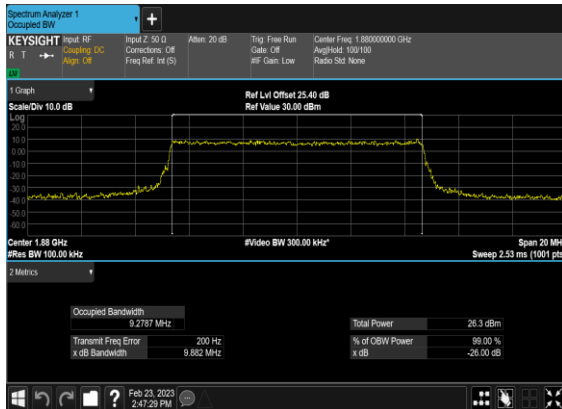 Spectrum Analyzer 1
Occupied BW
+
KEYSIGHT
R T
Input: RF
Coupling: DC
Align: Off
Input Z: 50 Ω
Corrections: Off
Freq Ref: Int (S)
Atten: 20 dB
Trig: Free Run
Gate: Off
#IF Gain: Low
Center Freq: 1.880000000 GHz
Avg|Hold: 100/100
Radio Std: None
1 Graph
Scale/Div 10.0 dB
Ref Lvl Offset 25.40 dB
Ref Value 30.00 dBm
Log
20.0
10.0
0.00
-10.0
-20.0
-30.0
-40.0
-50.0
-60.0
Center 1.88 GHz
#Video BW 300.00 kHz*
Span 20 MH
#Res BW 100.00 kHz
Sweep 2.53 ms (1001 pts
2 Metrics
Occupied Bandwidth
9.2787 MHz
Total Power 26.3 dBm
Transmit Freq Error 200 Hz
% of OBW Power 99.00 %
x dB Bandwidth 9.882 MHz
x dB -26.00 dB
?
Feb 23, 2023
2:47:29 PM